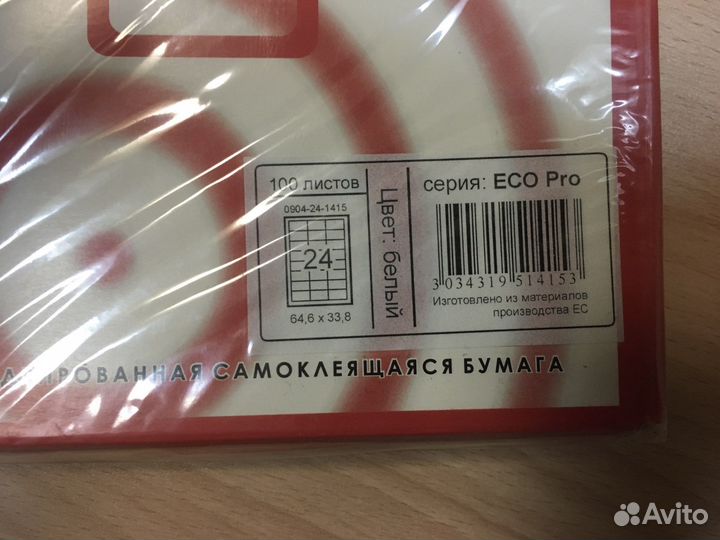 100 листов
0904-24-1415
24
64,6 x 33,8
Цвет: белый
серия: ECO Pro
3 034319 514153
Изготовлено из материалов
производства ЕС
САМОКЛЕЯЩАЯСЯ БУМАГА
Avito